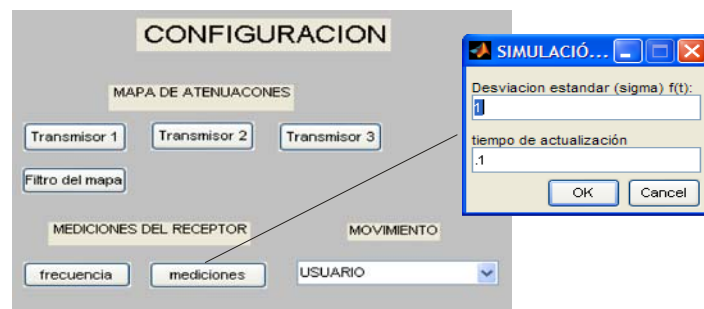 CONFIGURACION
MAPA DE ATENUACONES
Transmisor 1 Transmisor 2 Transmisor 3
Filtro del mapa
MEDICIONES DEL RECEPTOR MOVIMIENTO
frecuencia mediciones USUARIO
SIMULACIÓ...
Desviacion estandar (sigma) f(t):
1
tiempo de actualización
.1
OK Cancel